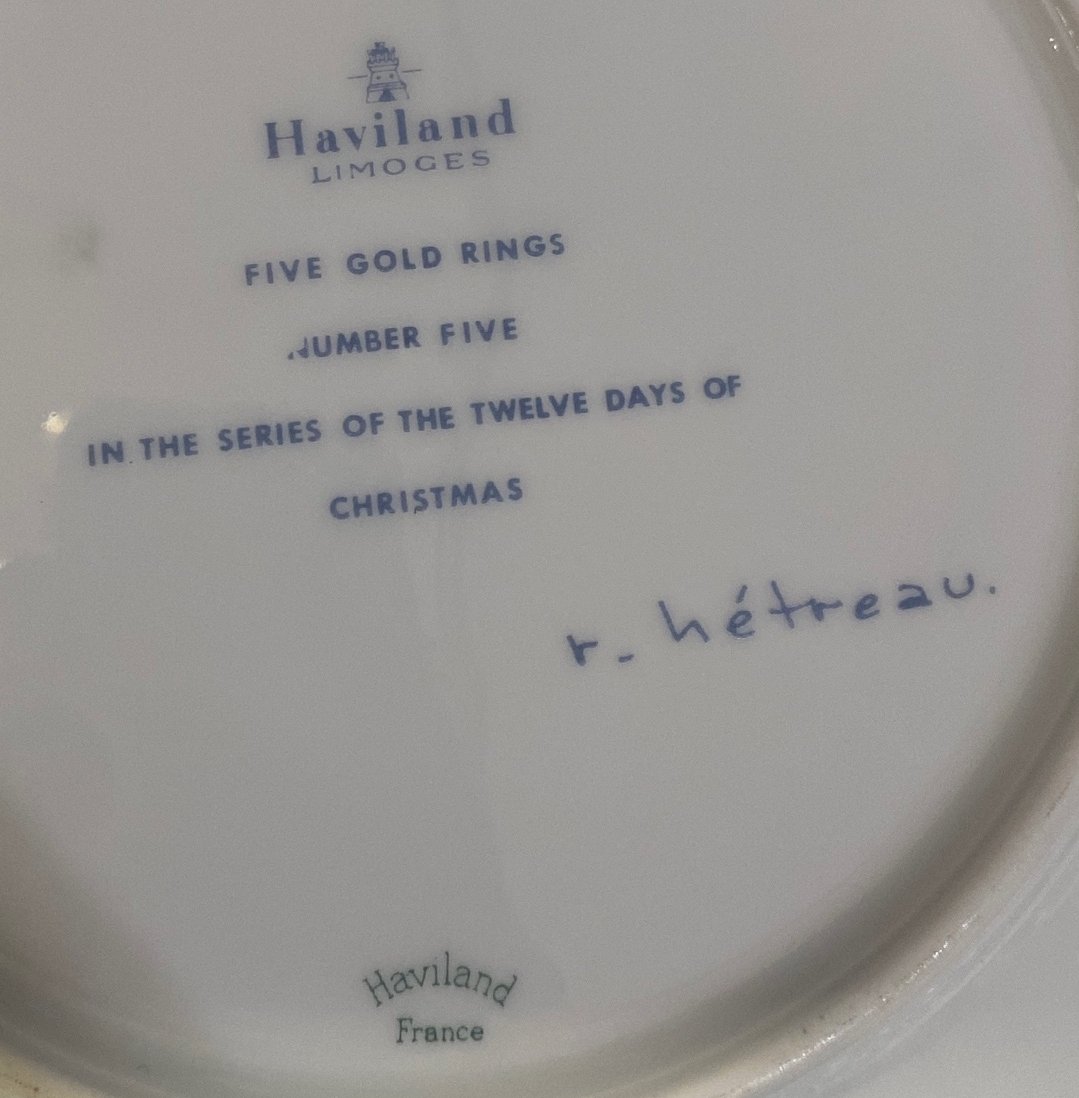 Haviland
LIMOGES
FIVE GOLD RINGS
NUMBER FIVE
IN THE SERIES OF THE TWELVE DAYS OF
CHRISTMAS
r. hétreau.
Haviland
France